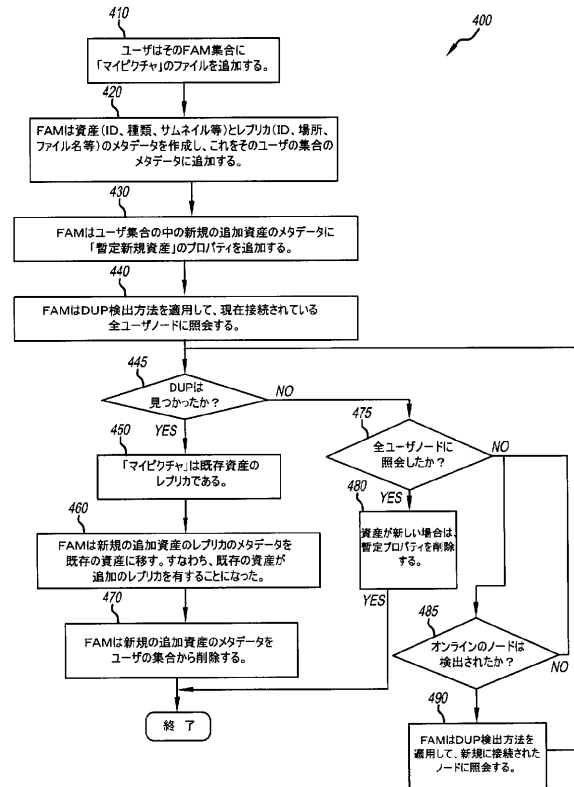 400
410
ユーザはそのFAM集合に
「マイピクチャ」のファイルを追加する。
420
FAMは資産(ID、種類、サムネイル等)とレプリカ(ID、場所、
ファイル名等)のメタデータを作成し、これをそのユーザの集合の
メタデータに追加する。
430
FAMはユーザ集合の中の新規の追加資産のメタデータに
「暫定新規資産」のプロパティを追加する。
440
FAMはDUP検出方法を適用して、現在接続されている
全ユーザノードに照会する。
445
DUPは
見つかったか?
NO
YES
450
「マイピクチャ」は既存資産の
レプリカである。
460
FAMは新規の追加資産のレプリカのメタデータを
既存の資産に移す。すなわち、既存の資産が
追加のレプリカを有することになった。
470
FAMは新規の追加資産のメタデータを
ユーザの集合から削除する。
終 了
475
全ユーザノードに
照会したか?
NO
YES
480
資産が新しい場合は、
暫定プロパティを削除
する。
YES
485
オンラインのノードは
検出されたか?
NO
490
FAMはDUP検出方法を
適用して、新規に接続された
ノードに照会する。